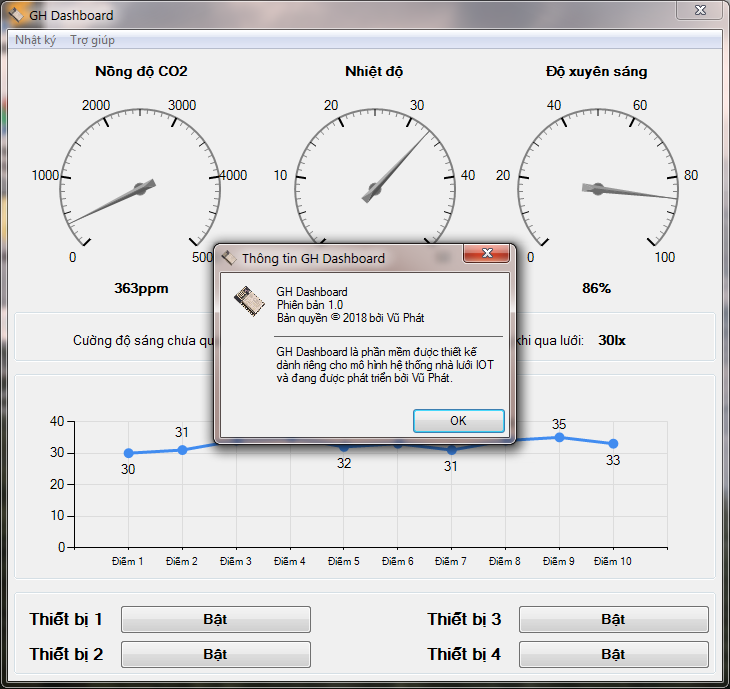 GH Dashboard
Nhật ký Trợ giúp
Nồng độ CO2
Nhiệt độ
Độ xuyên sáng
0 1000 2000 3000 4000 500
10 20 30 40
0 20 40 60 80 100
363ppm
86%
Thông tin GH Dashboard
GH Dashboard
Phiên bản 1.0
Bản quyền © 2018 bởi Vũ Phát
GH Dashboard là phần mềm được thiết kế
dành riêng cho mô hình hệ thống nhà lưới IOT
và đang được phát triển bởi Vũ Phát.
OK
Cường độ sáng chưa qu
khi qua lưới: 30lx
40
30
20
10
0
30 31 32 31 35 33
Điểm 1 Điểm 2 Điểm 3 Điểm 4 Điểm 5 Điểm 6 Điểm 7 Điểm 8 Điểm 9 Điểm 10
Thiết bị 1 Bật
Thiết bị 3 Bật
Thiết bị 2 Bật
Thiết bị 4 Bật